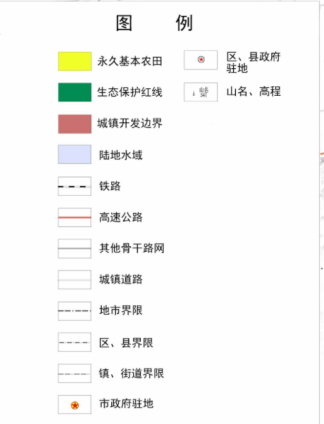 图 例
永久基本农田
生态保护红线
城镇开发边界
陆地水域
铁路
高速公路
其他骨干路网
城镇道路
地市界限
区、县界限
镇、街道界限
市政府驻地
区、县政府
驻地
山名、高程